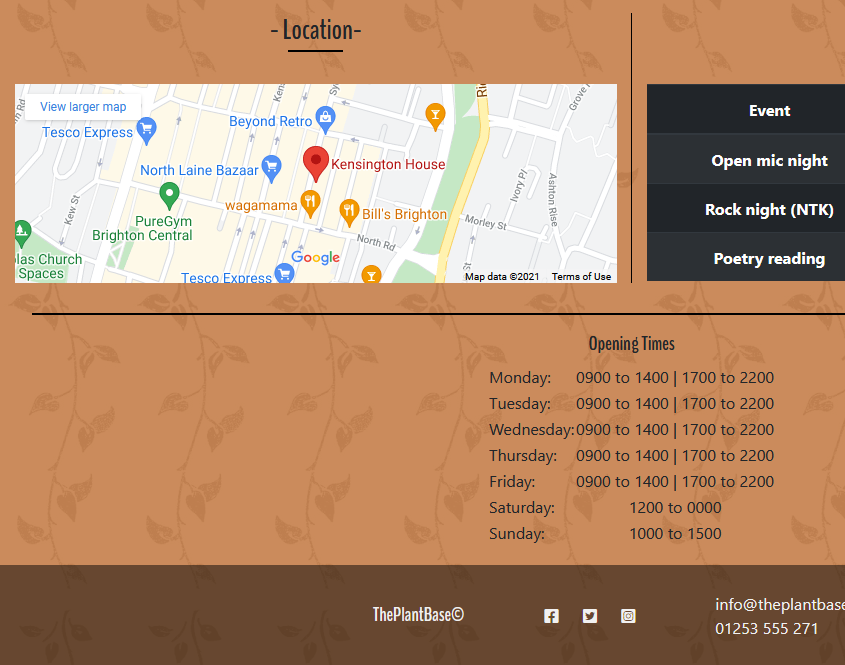 - Location-
View larger map
Tesco Express
Beyond Retro
North Laine Bazaar
Kensington House
wagamama
Bill's Brighton
PureGym
Brighton Central
Kew St
North Rd
Morley St
Ivory Pl
Ashton Rise
las Church
Spaces
Tesco Express
Google
Map data ©2021 Terms of Use
Event
Open mic night
Rock night (NTK)
Poetry reading
Opening Times
Monday: 0900 to 1400 | 1700 to 2200
Tuesday: 0900 to 1400 | 1700 to 2200
Wednesday: 0900 to 1400 | 1700 to 2200
Thursday: 0900 to 1400 | 1700 to 2200
Friday: 0900 to 1400 | 1700 to 2200
Saturday: 1200 to 0000
Sunday: 1000 to 1500
ThePlantBase©
info@theplantbase
01253 555 271